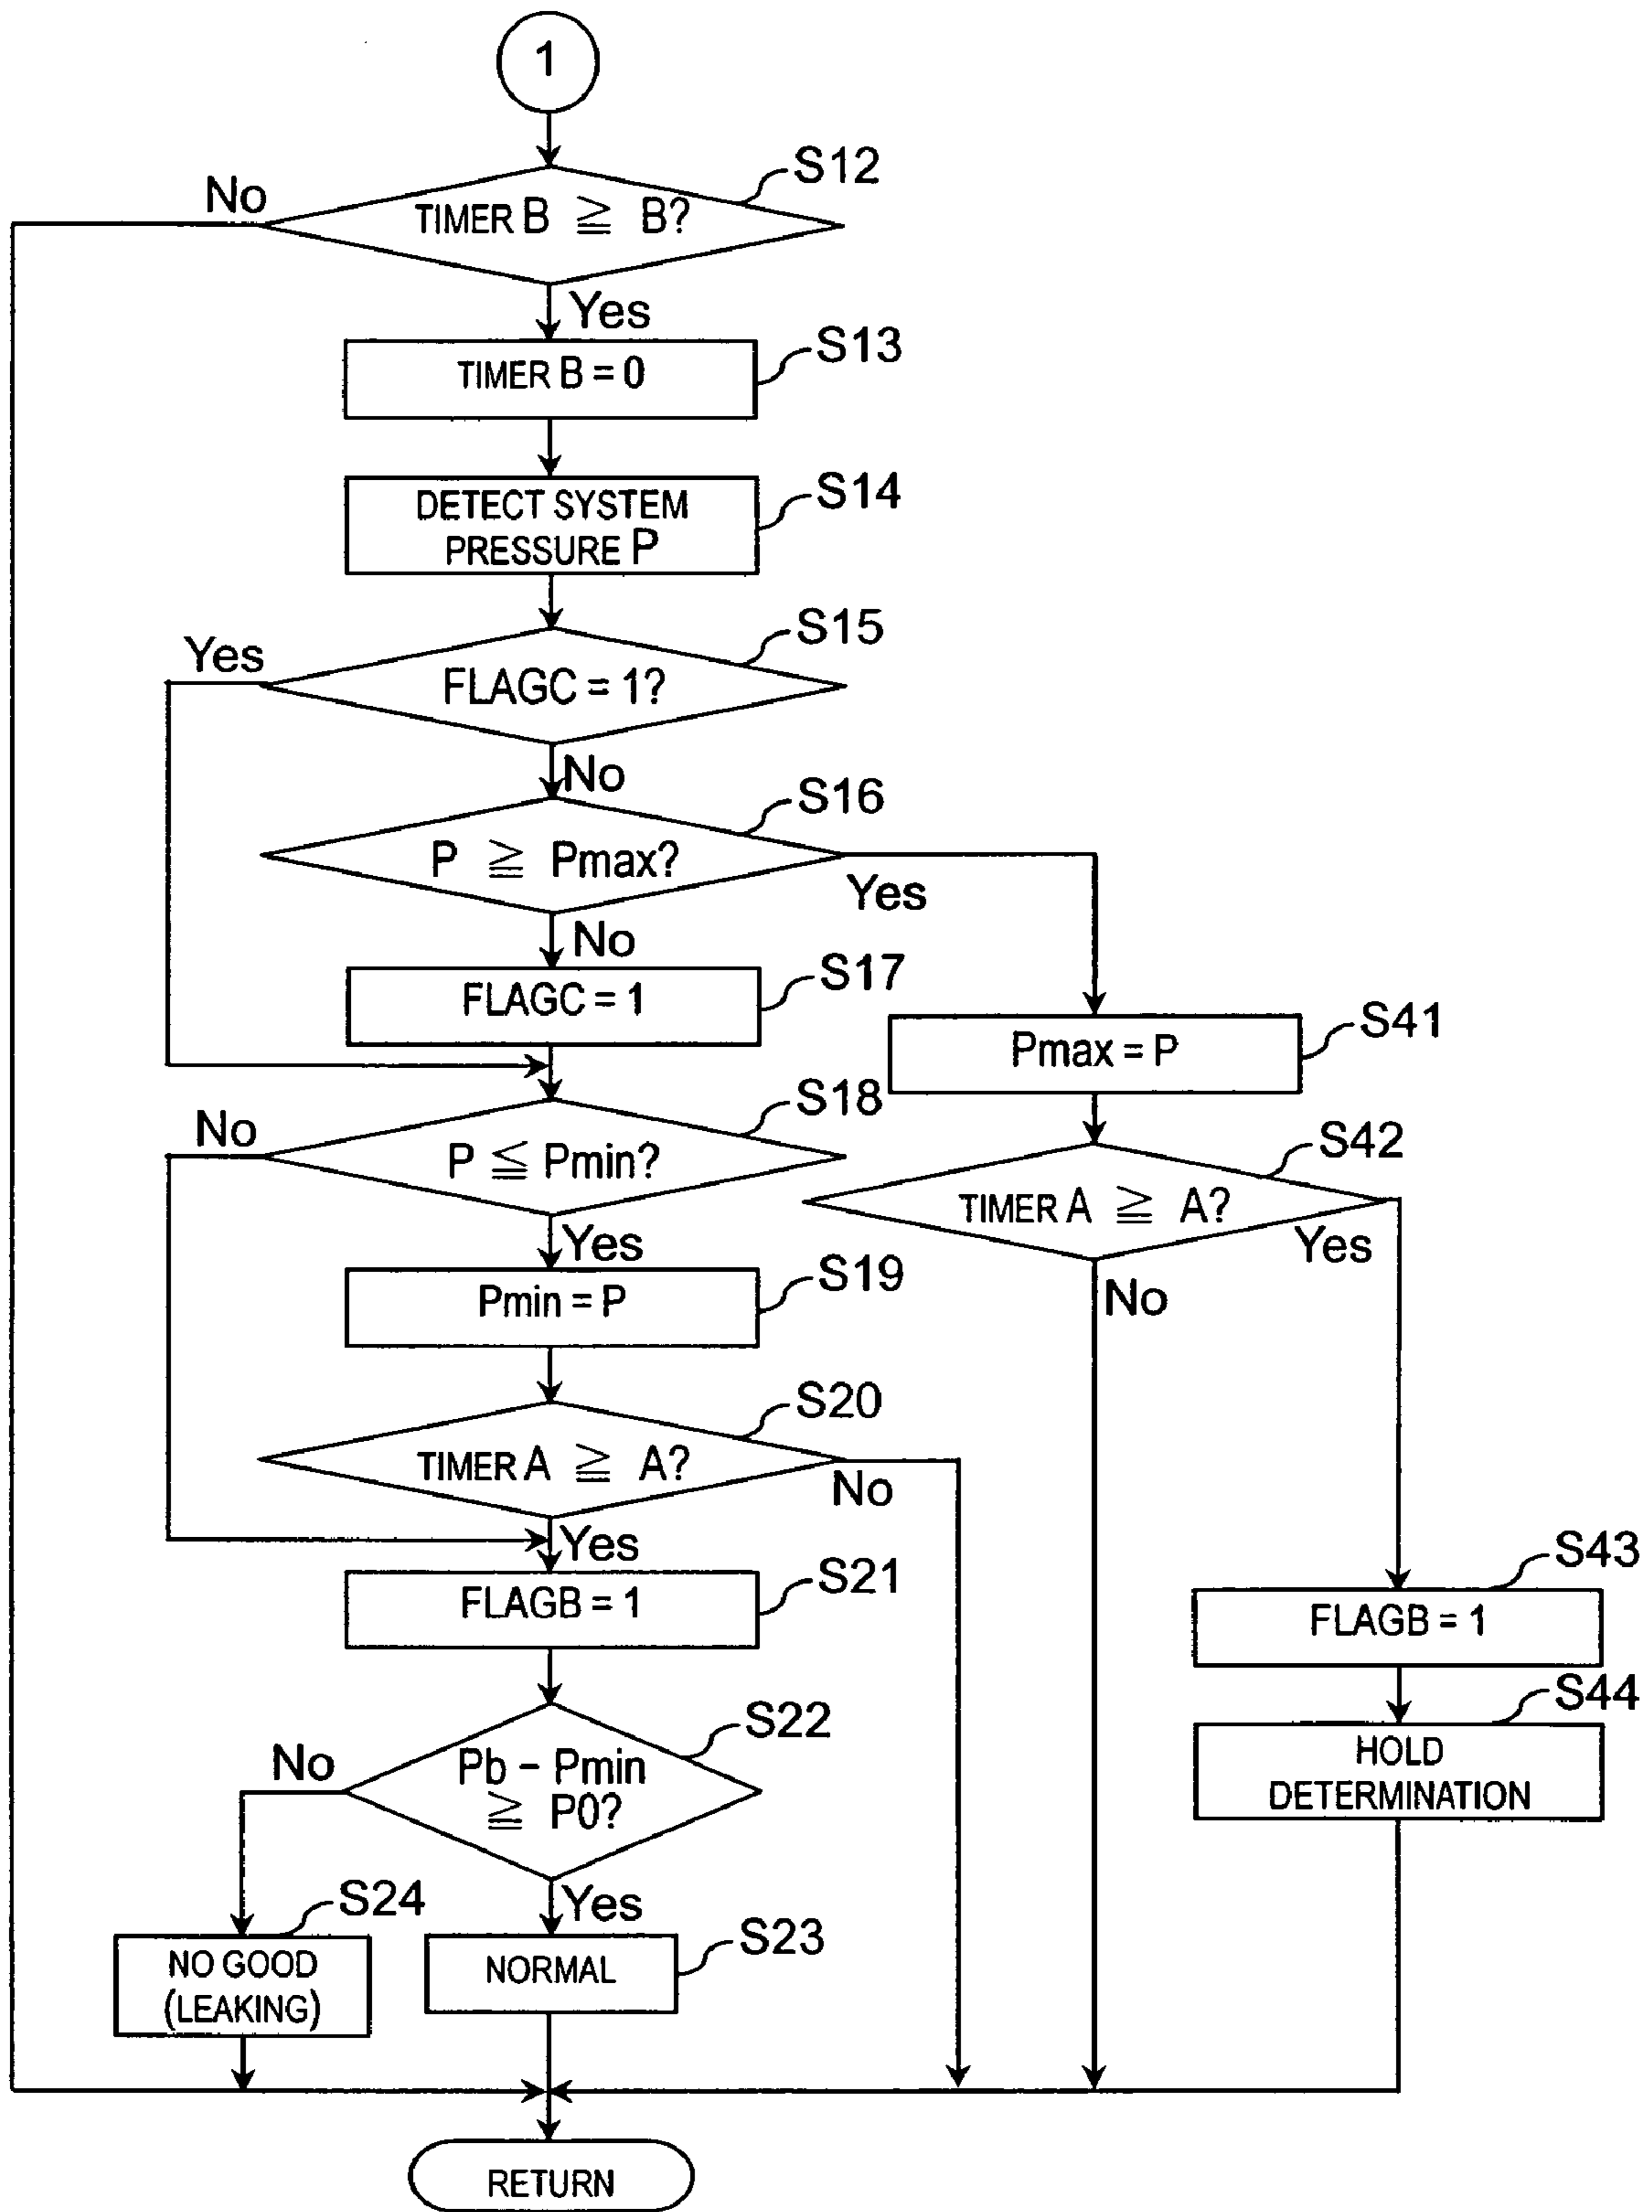 1
S12
No
TIMER B ≧ B?
Yes
S13
TIMER B = 0
S14
DETECT SYSTEM
PRESSURE P
S15
Yes
FLAGC = 1?
No
S16
P ≧ Pmax?
Yes
No
S17
FLAGC = 1
S41
Pmax = P
S18
No
P ≦ Pmin?
S42
TIMER A ≧ A?
Yes
Yes
No
S19
Pmin = P
S20
TIMER A ≧ A?
No
Yes
S21
FLAGB = 1
S43
FLAGB = 1
S44
HOLD
DETERMINATION
S22
No
Pb – Pmin
≧ P0?
Yes
S24
NO GOOD
(LEAKING)
S23
NORMAL
RETURN